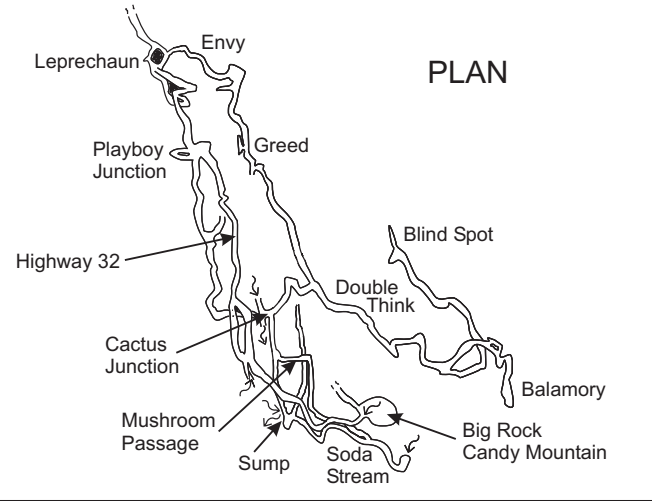 Envy
Leprechaun
PLAN
Greed
Playboy
Junction
Blind Spot
Highway 32
Double
Think
Cactus
Junction
Balamory
Mushroom
Passage
Big Rock
Candy Mountain
Sump
Soda
Stream